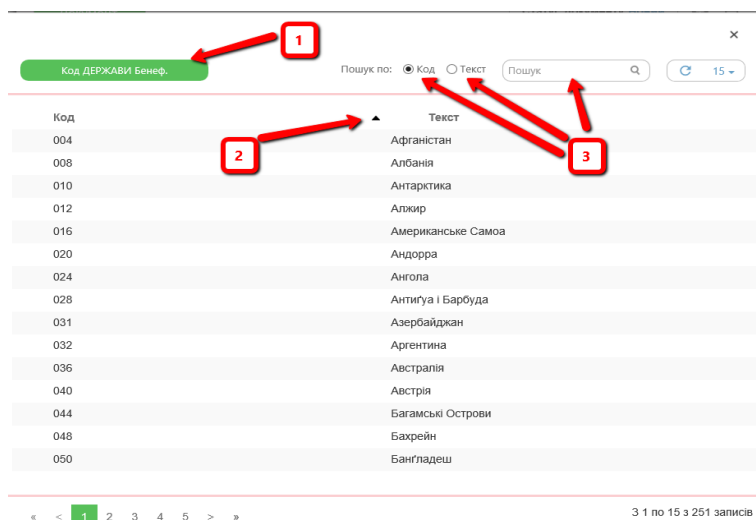 1
×
Код ДЕРЖАВИ Бенеф.
Пошук по: Код Текст Пошук 15
Код Текст
2
3
004 Афганістан
008 Албанія
010 Антарктика
012 Алжир
016 Американське Самоа
020 Андорра
024 Ангола
028 Антиґуа і Барбуда
031 Азербайджан
032 Аргентина
036 Австралія
040 Австрія
044 Багамські Острови
048 Бахрейн
050 Банґладеш
« < 1 2 3 4 5 > » З 1 по 15 з 251 записів